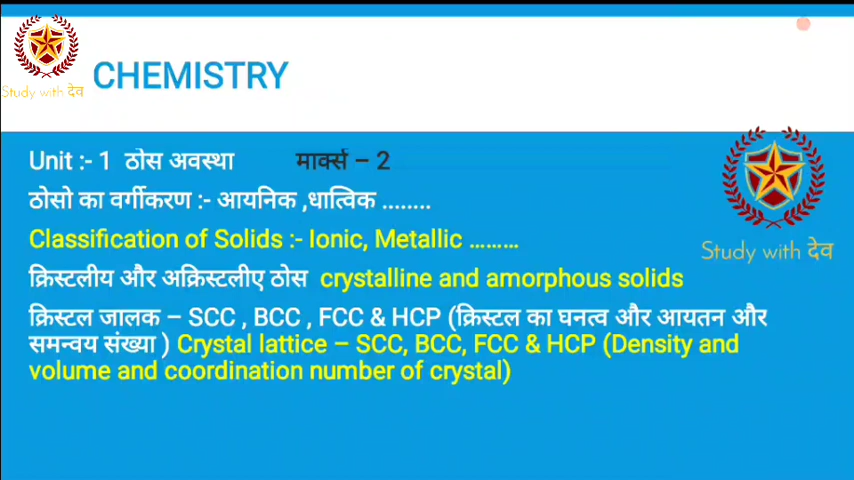 Study with देव
CHEMISTRY
Unit :- 1 ठोस अवस्था मार्क्स – 2
ठोसो का वर्गीकरण :- आयनिक ,धात्विक ........
Classification of Solids :- Ionic, Metallic .........
Study with देव
क्रिस्टलीय और अक्रिस्टलीए ठोस crystalline and amorphous solids
क्रिस्टल जालक – SCC , BCC , FCC & HCP (क्रिस्टल का घनत्व और आयतन और
समन्वय संख्या ) Crystal lattice – SCC, BCC, FCC & HCP (Density and
volume and coordination number of crystal)